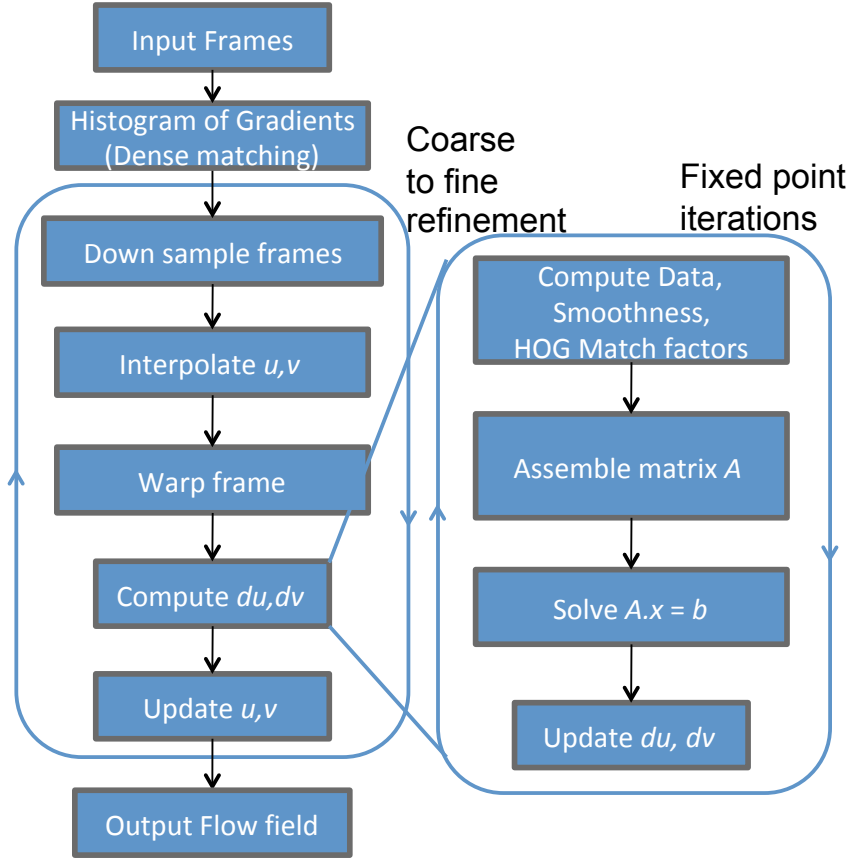 Input Frames
Histogram of Gradients
(Dense matching)
Coarse
to fine
refinement
Down sample frames
Interpolate u,v
Warp frame
Compute du,dv
Update u,v
Output Flow field
Fixed point
iterations
Compute Data,
Smoothness,
HOG Match factors
Assemble matrix A
Solve A.x = b
Update du, dv